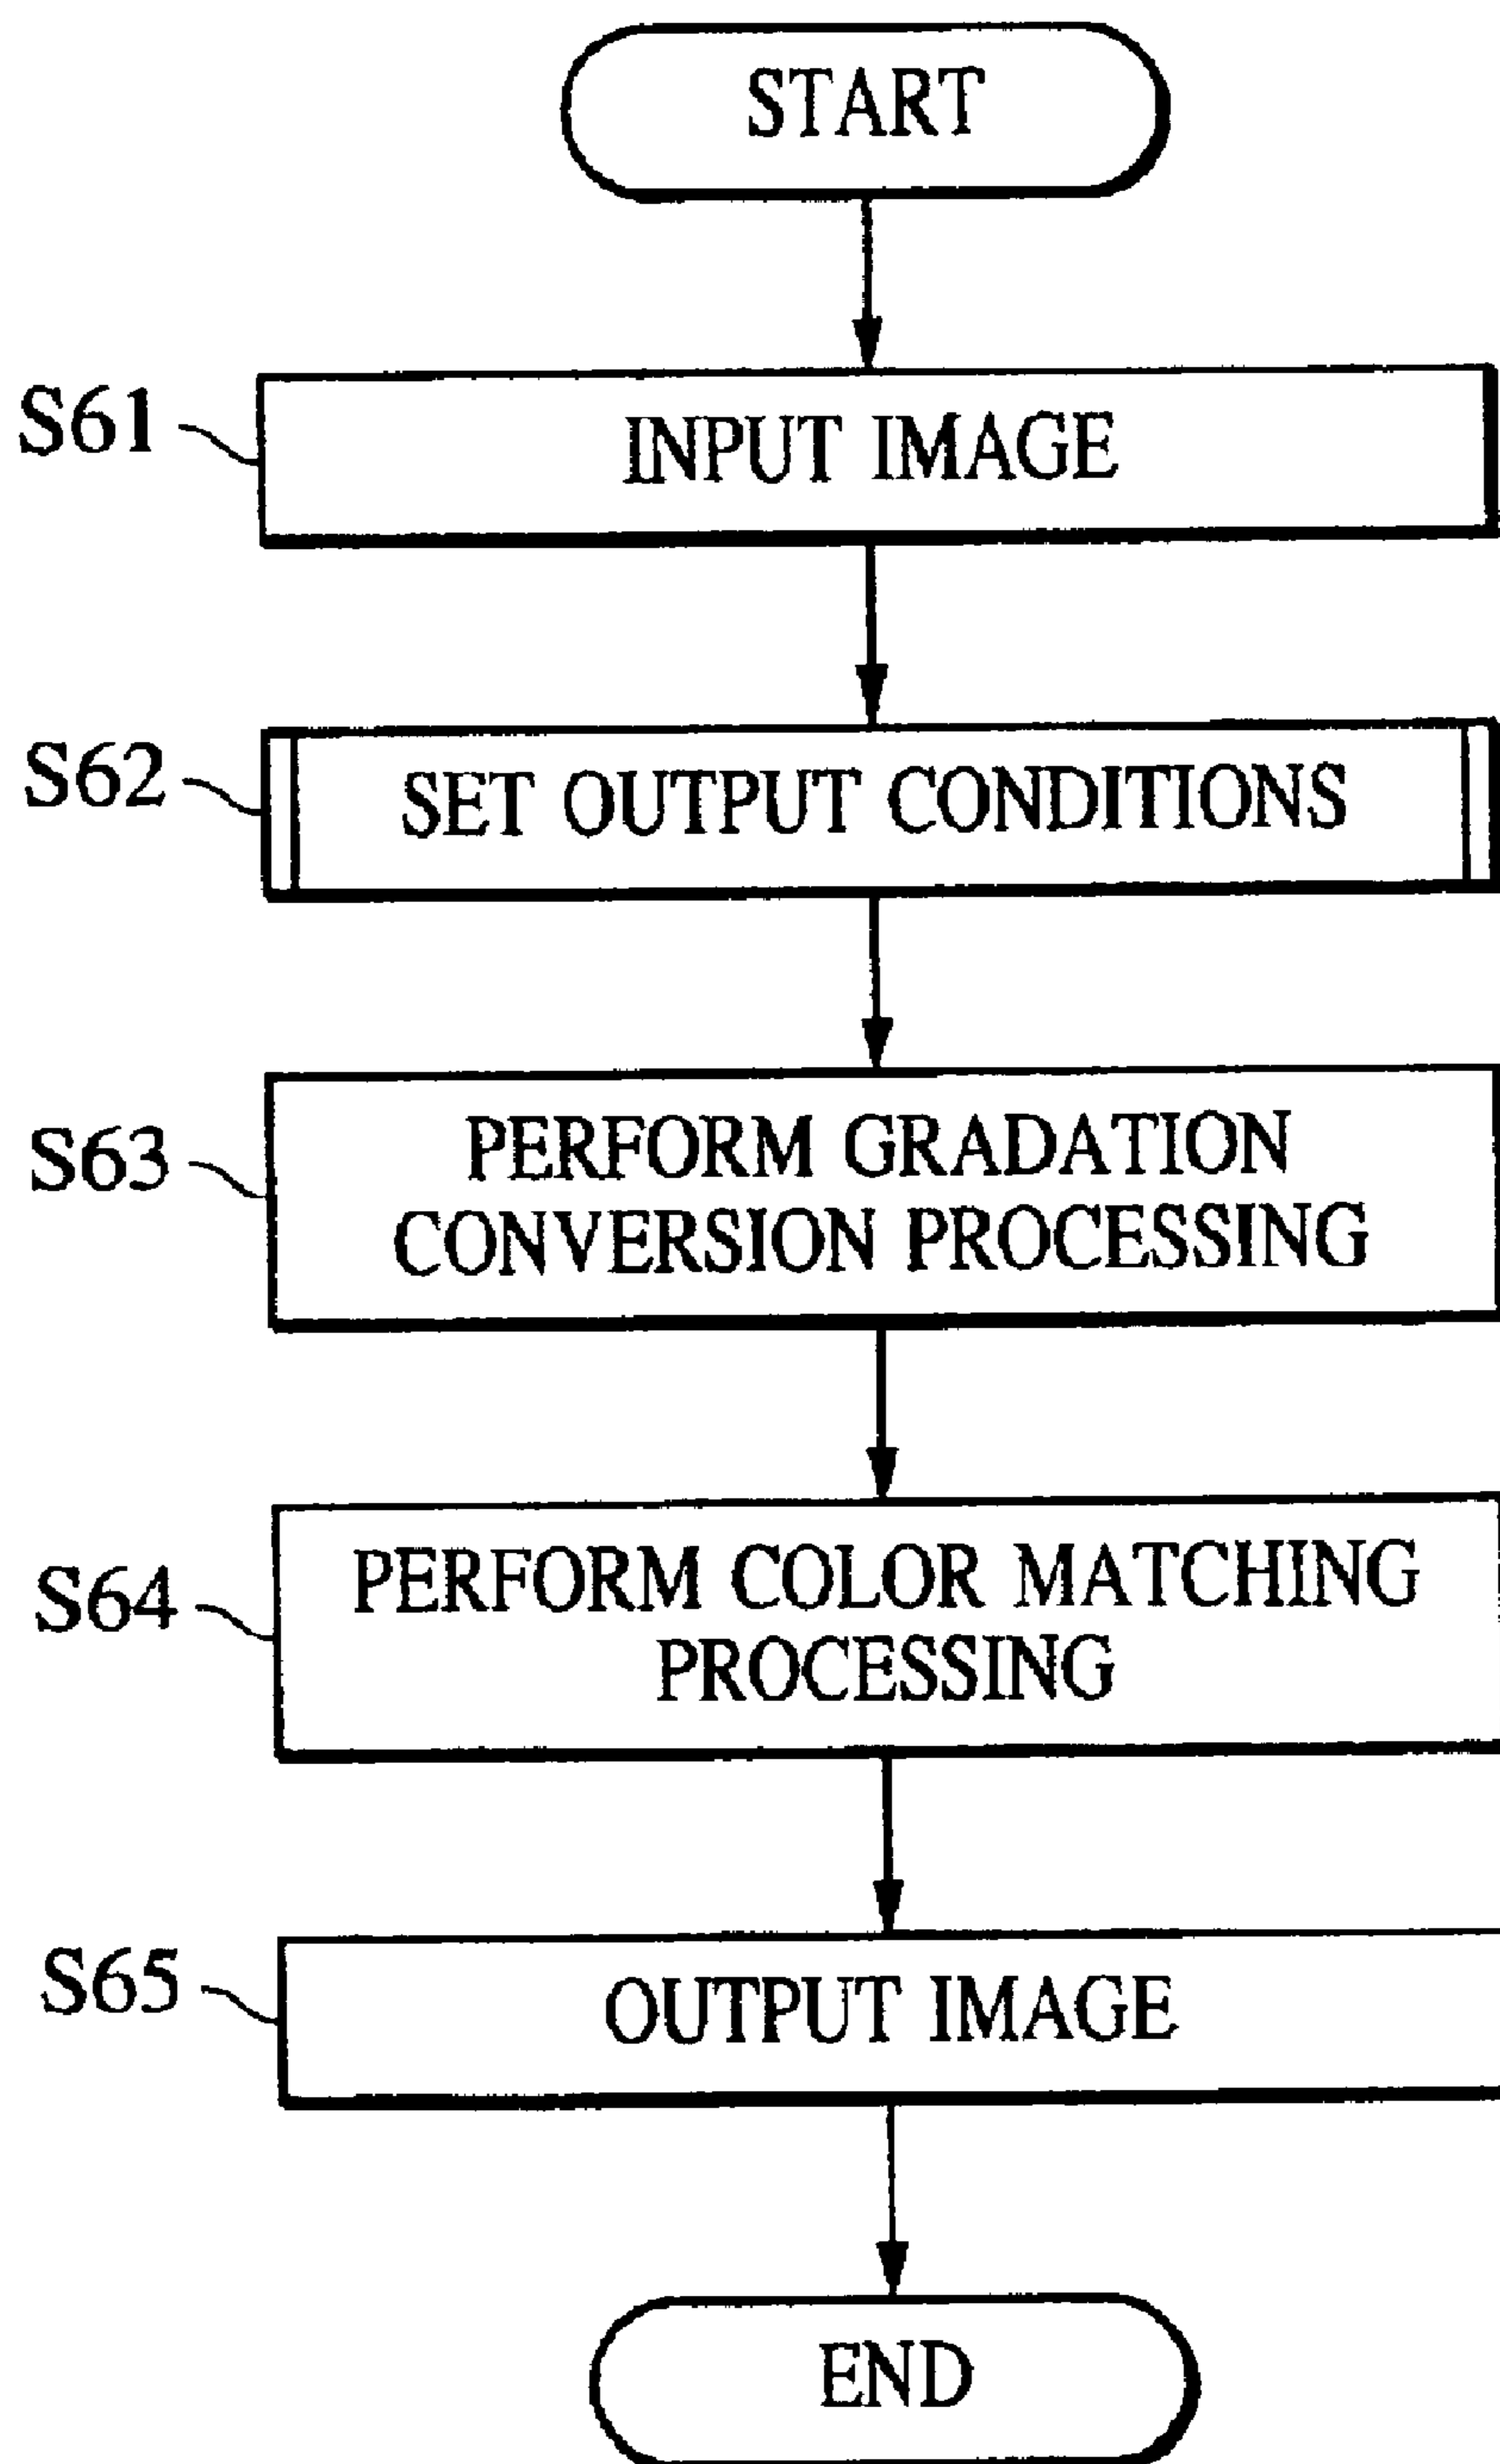 START
S61
INPUT IMAGE
S62
SET OUTPUT CONDITIONS
S63
PERFORM GRADATION
CONVERSION PROCESSING
S64
PERFORM COLOR MATCHING
PROCESSING
S65
OUTPUT IMAGE
END